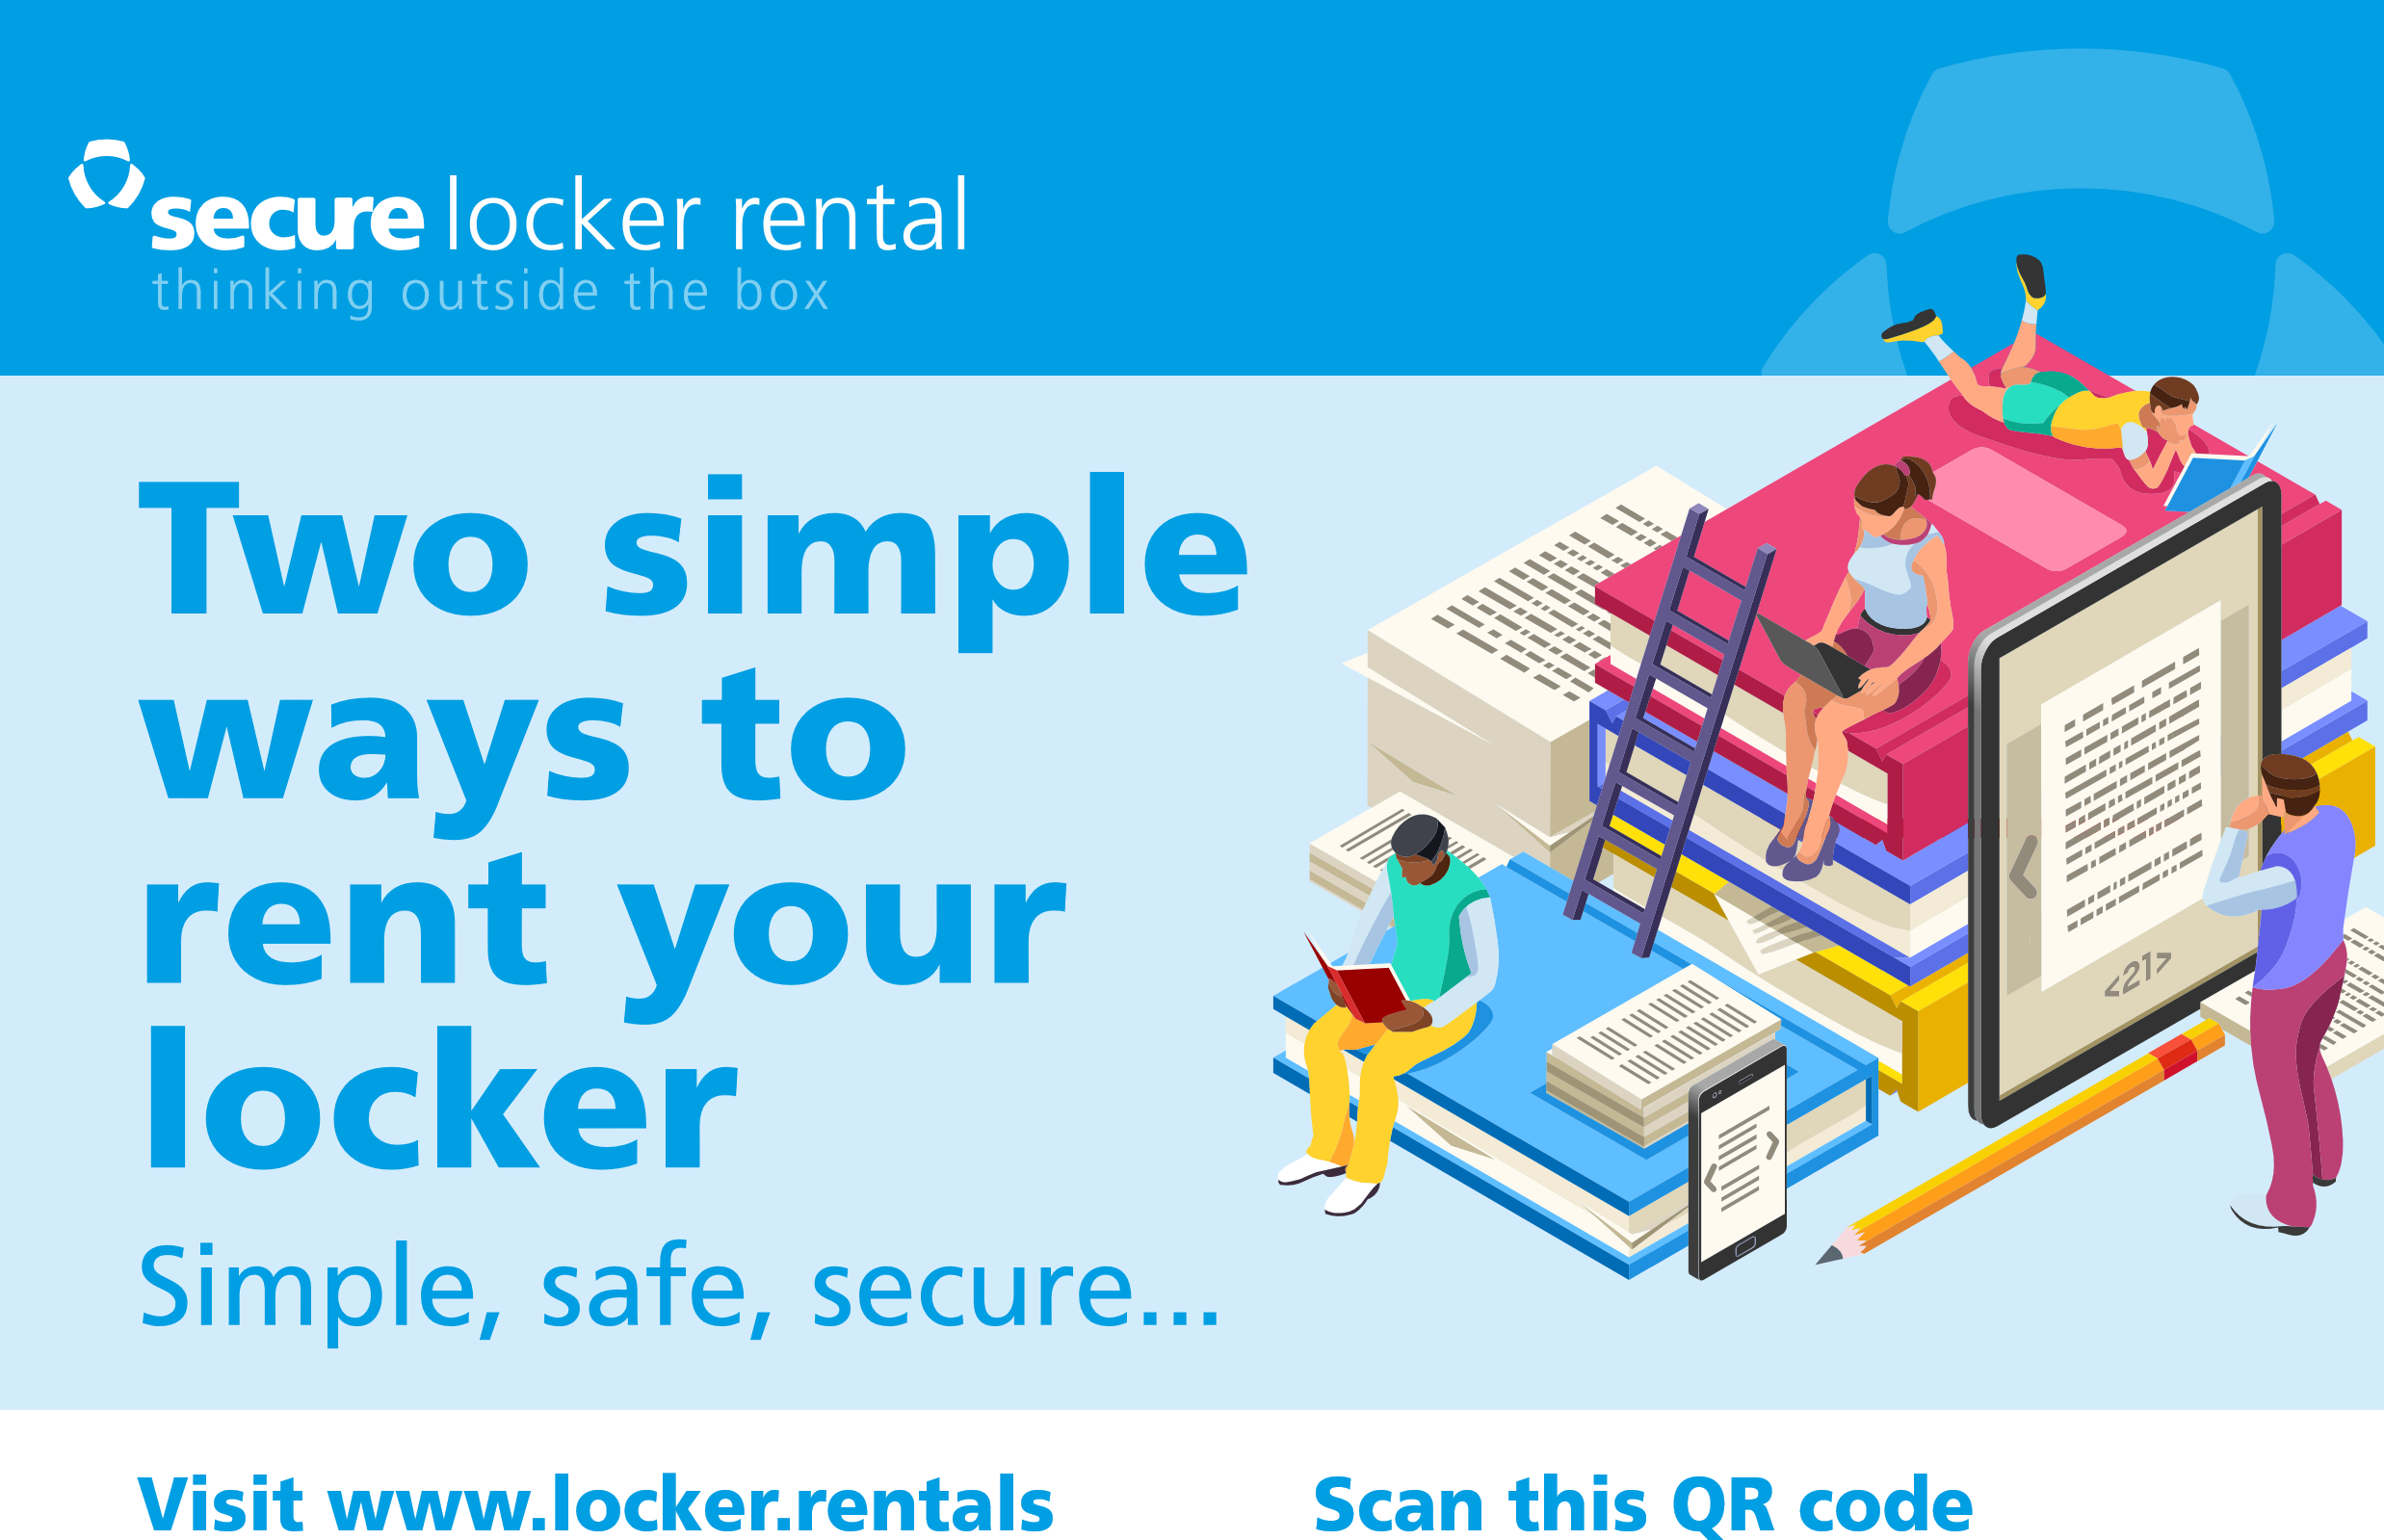 secure locker rental
thinking outside the box
Two simple
ways to
rent your
locker
Simple, safe, secure...
<217
Visit www.locker.rentals
Scan this QR code